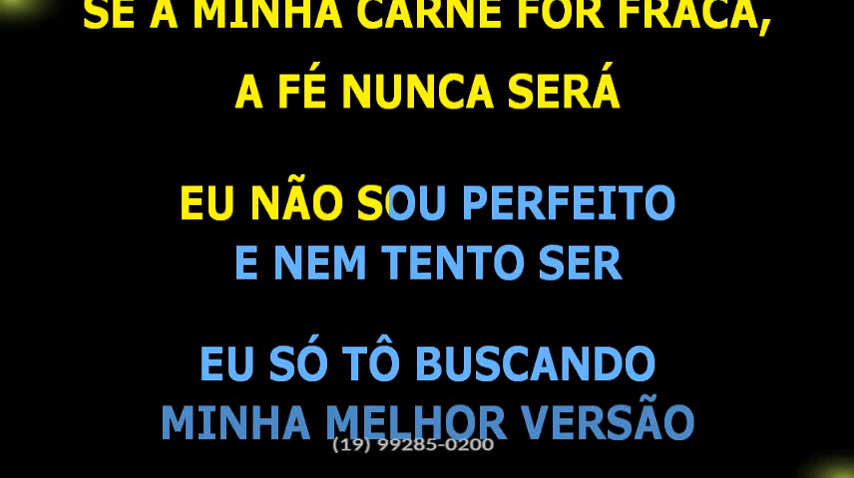 SE A MINHA CARNE FOR FRACA,
A FÉ NUNCA SERÁ
EU NÃO SOU PERFEITO
E NEM TENTO SER
EU SÓ TÔ BUSCANDO
MINHA MELHOR VERSÃO
(19) 99285-0200